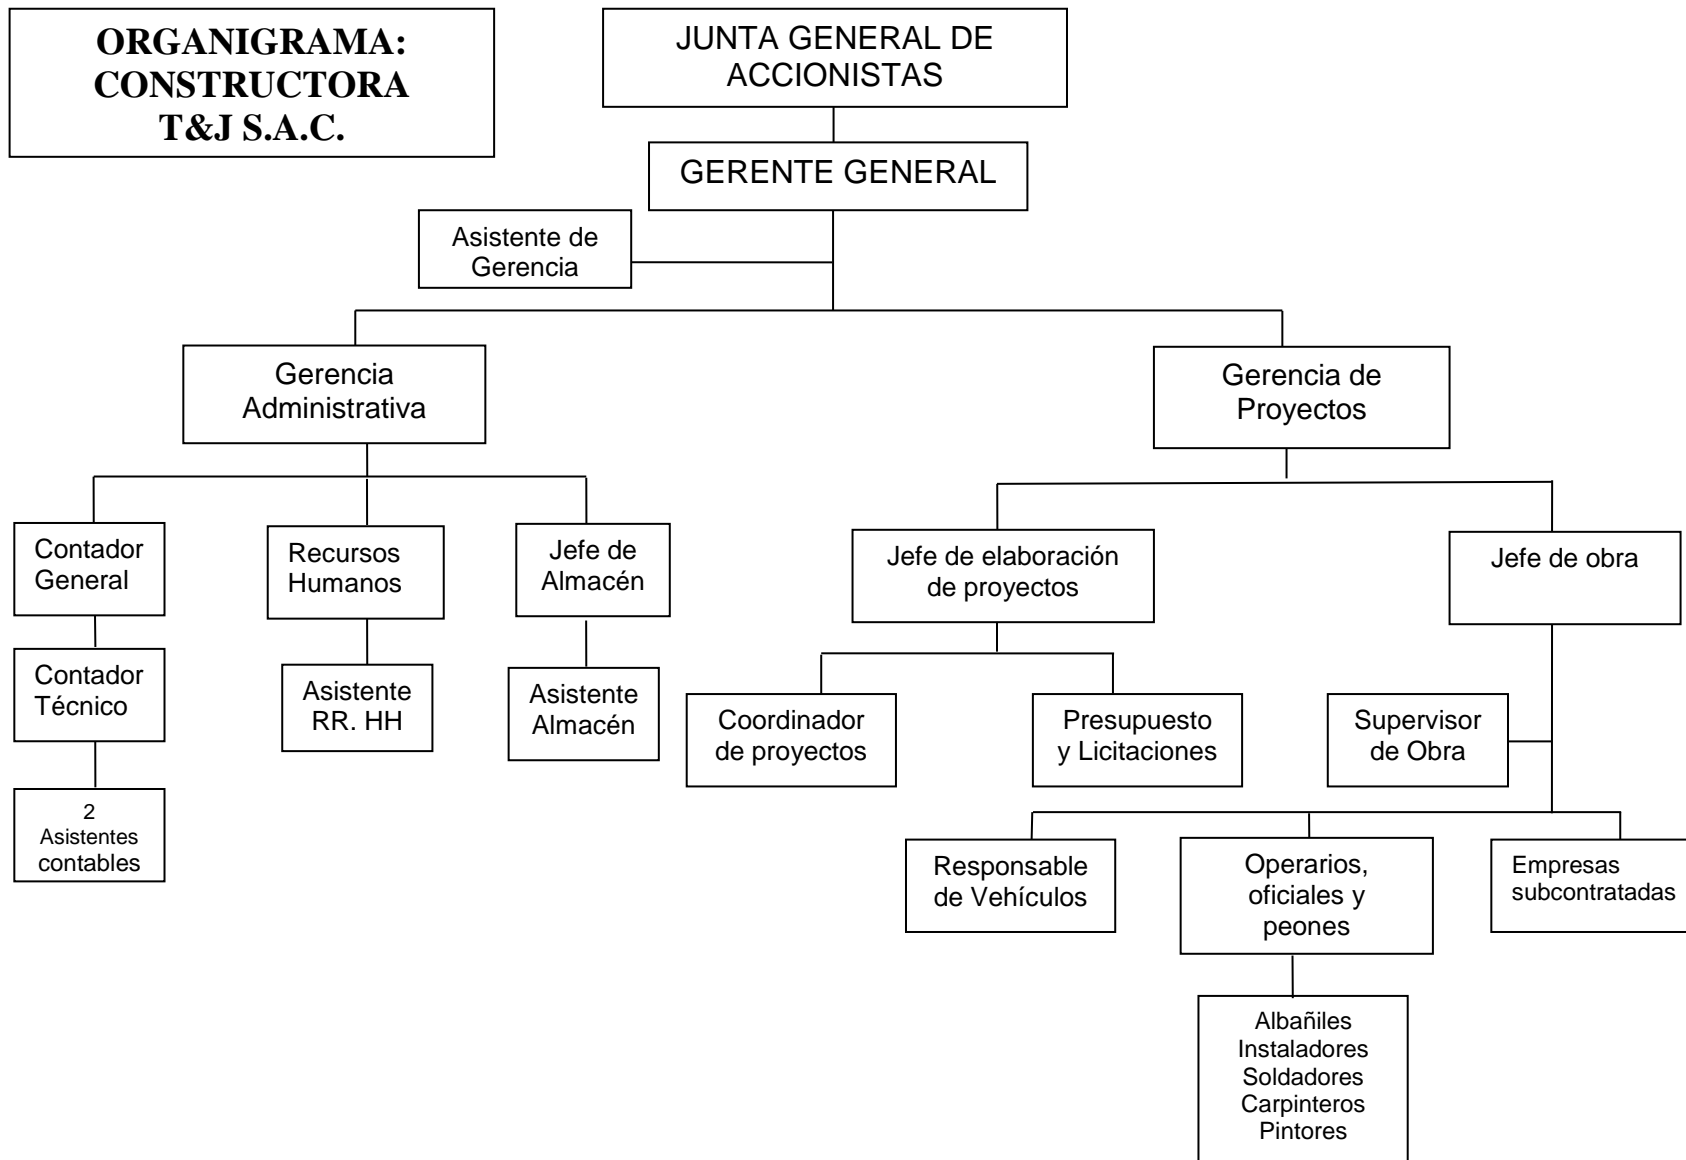 ORGANIGRAMA:
CONSTRUCTORA
T&J S.A.C.
JUNTA GENERAL DE
ACCIONISTAS
GERENTE GENERAL
Asistente de
Gerencia
Gerencia
Administrativa
Gerencia de
Proyectos
Contador
General
Recursos
Humanos
Jefe de
Almacén
Jefe de elaboración
de proyectos
Jefe de obra
Contador
Técnico
Asistente
RR. HH
Asistente
Almacén
Coordinador
de proyectos
Presupuesto
y Licitaciones
Supervisor
de Obra
2
Asistentes
contables
Responsable
de Vehículos
Operarios,
oficiales y
peones
Empresas
subcontratadas
Albañiles
Instaladores
Soldadores
Carpinteros
Pintores